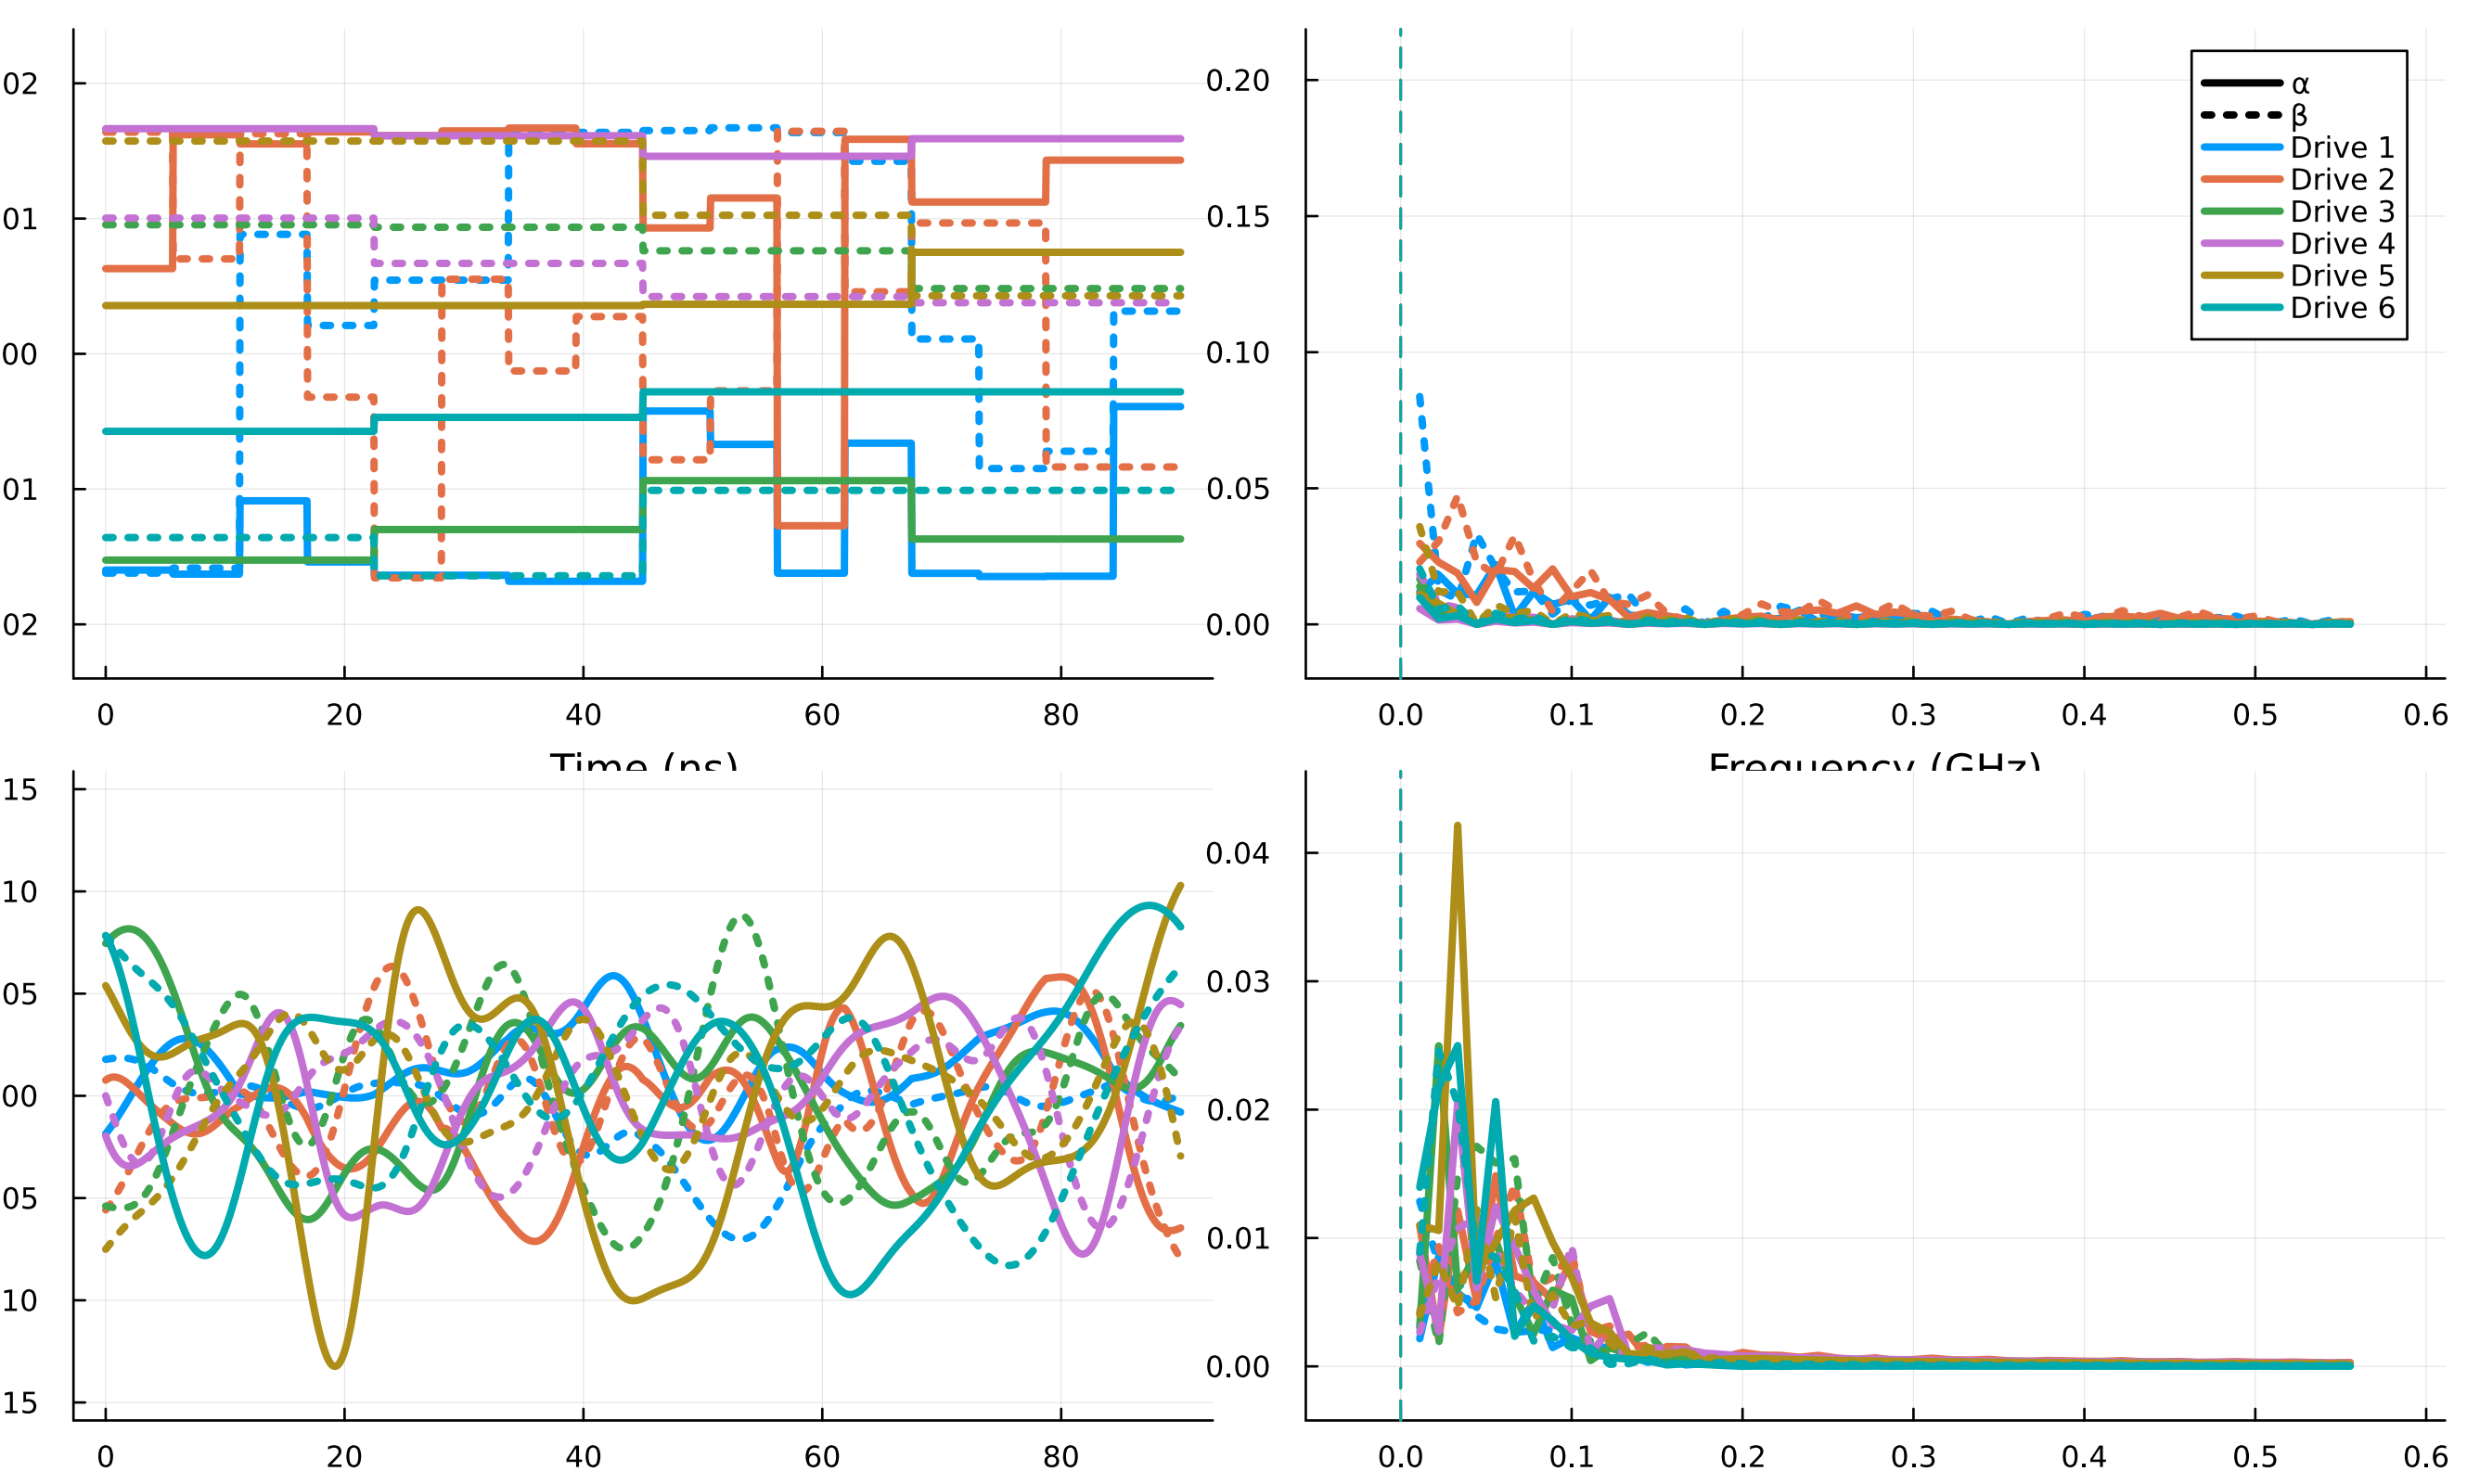 02
01
00
01
02
0 20 40 60 80
Time (ns)
0.20
0.15
0.10
0.05
0.00
0.0 0.1 0.2 0.3 0.4 0.5 0.6
Frequency (GHz)
α
β
Drive 1
Drive 2
Drive 3
Drive 4
Drive 5
Drive 6
15
10
05
00
05
10
15
0 20 40 60 80
0.04
0.03
0.02
0.01
0.00
0.0 0.1 0.2 0.3 0.4 0.5 0.6